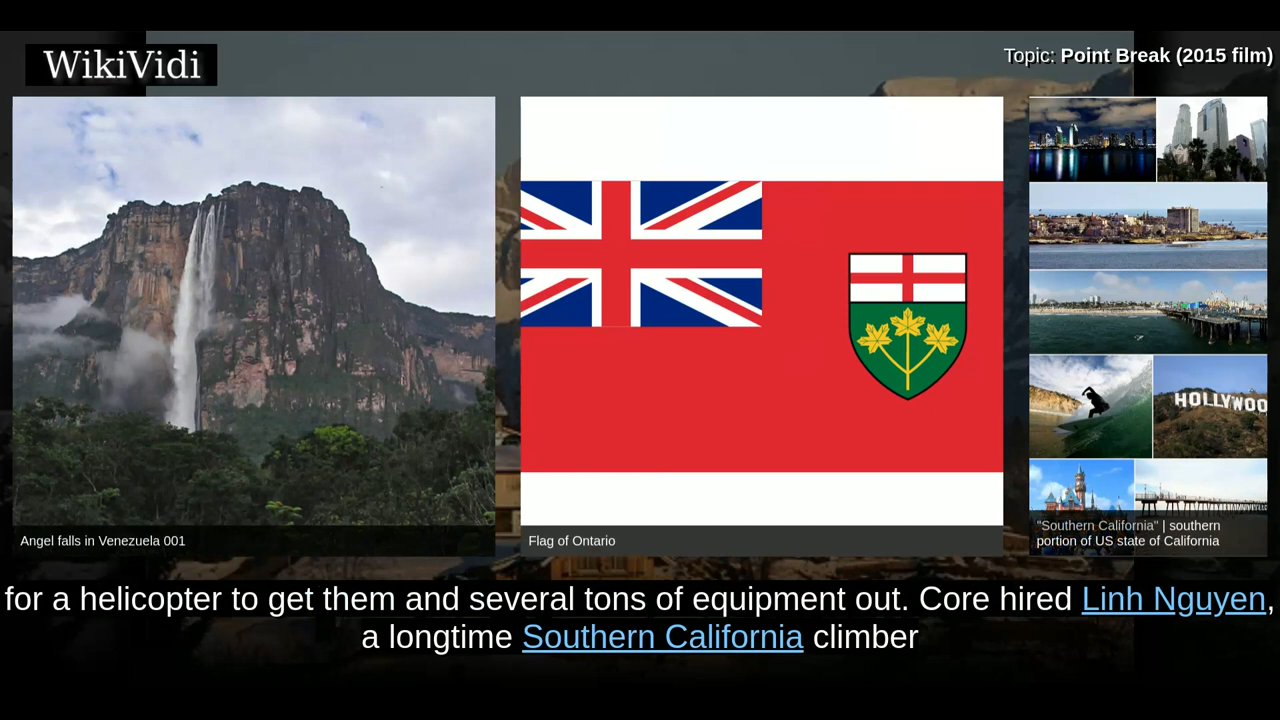 WikiVidi
Topic: Point Break (2015 film)
HOLLYWOO
Angel falls in Venezuela 001
Flag of Ontario
"Southern California" | southern
portion of US state of California
for a helicopter to get them and several tons of equipment out. Core hired Linh Nguyen,
a longtime Southern California climber